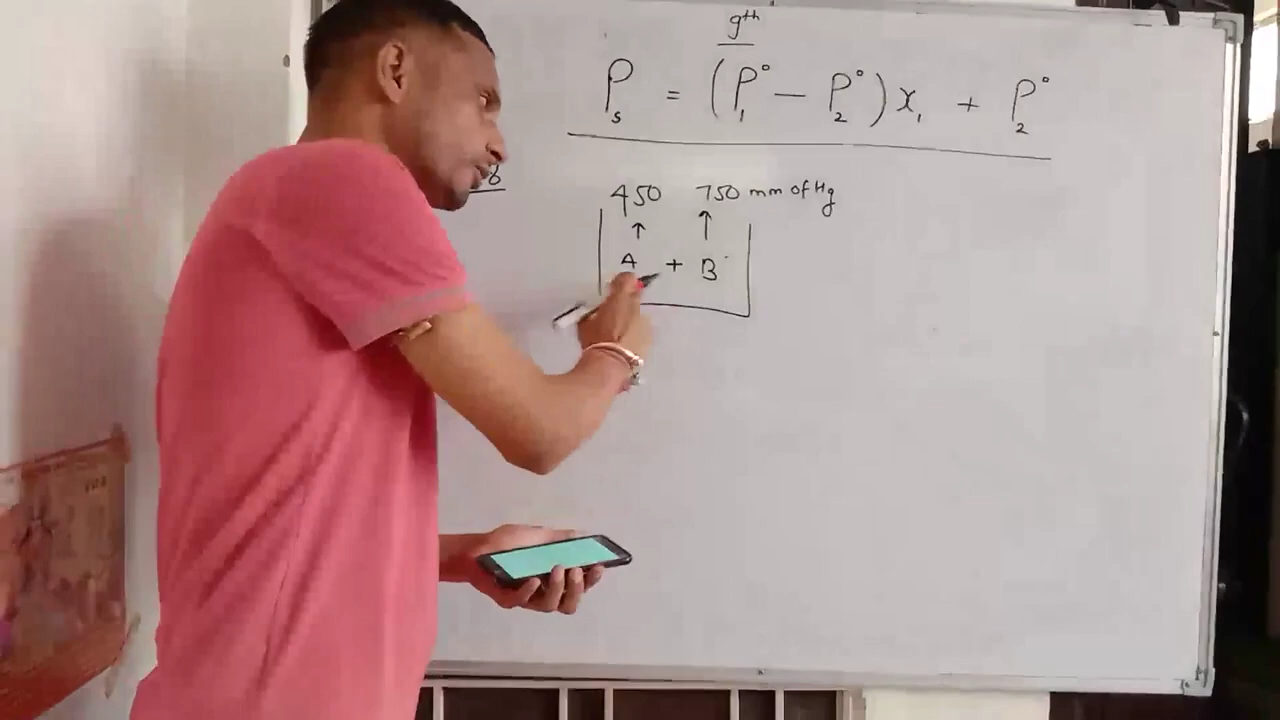 9th
Ps = (P1° - P2°) x1 + P2°
450 750 mm of Hg
↑ ↑
A + B